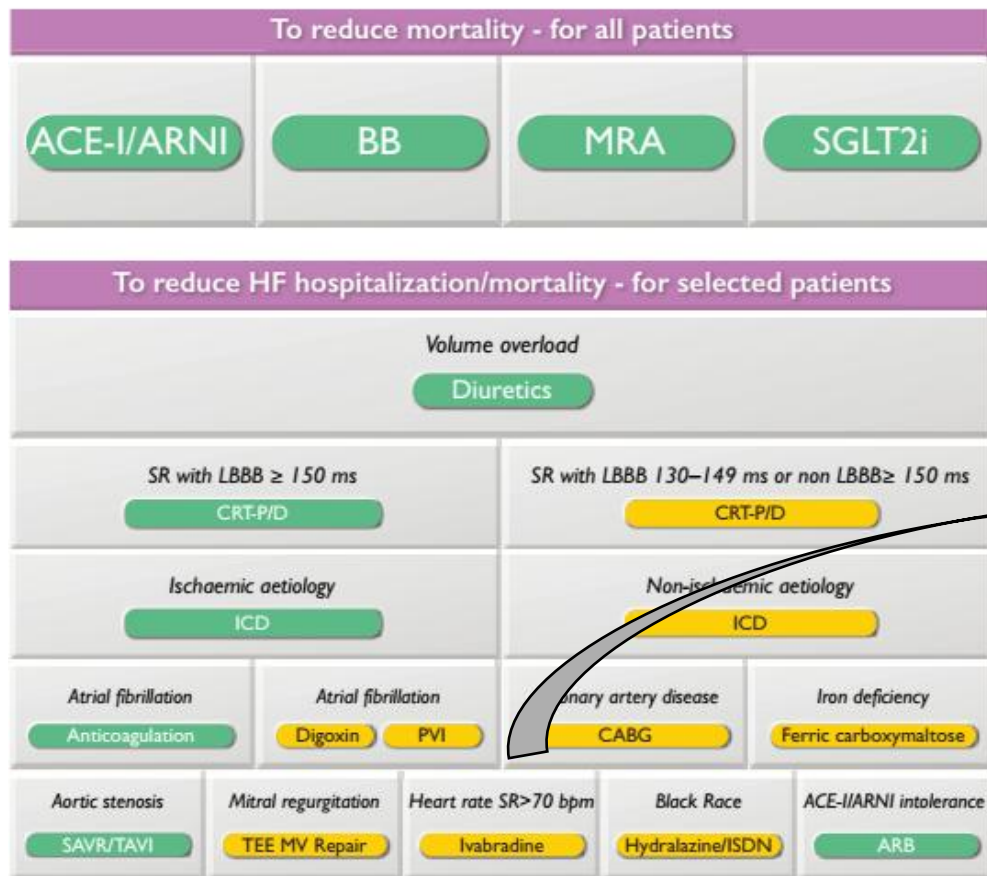 To reduce mortality - for all patients
ACE-I/ARNI BB MRA SGLT2i
To reduce HF hospitalization/mortality - for selected patients
Volume overload
Diuretics
SR with LBBB ≥ 150 ms SR with LBBB 130–149 ms or non LBBB≥ 150 ms
CRT-P/D CRT-P/D
Ischaemic aetiology Non-ischaemic aetiology
ICD ICD
Atrial fibrillation Atrial fibrillation artery disease Iron deficiency
Anticoagulation Digoxin PVI CABG Ferric carboxymaltose
Aortic stenosis Mitral regurgitation Heart rate SR>70 bpm Black Race ACE-I/ARNI intolerance
SAVR/TAVI TEE MV Repair Ivabradine Hydralazine/ISDN ARB